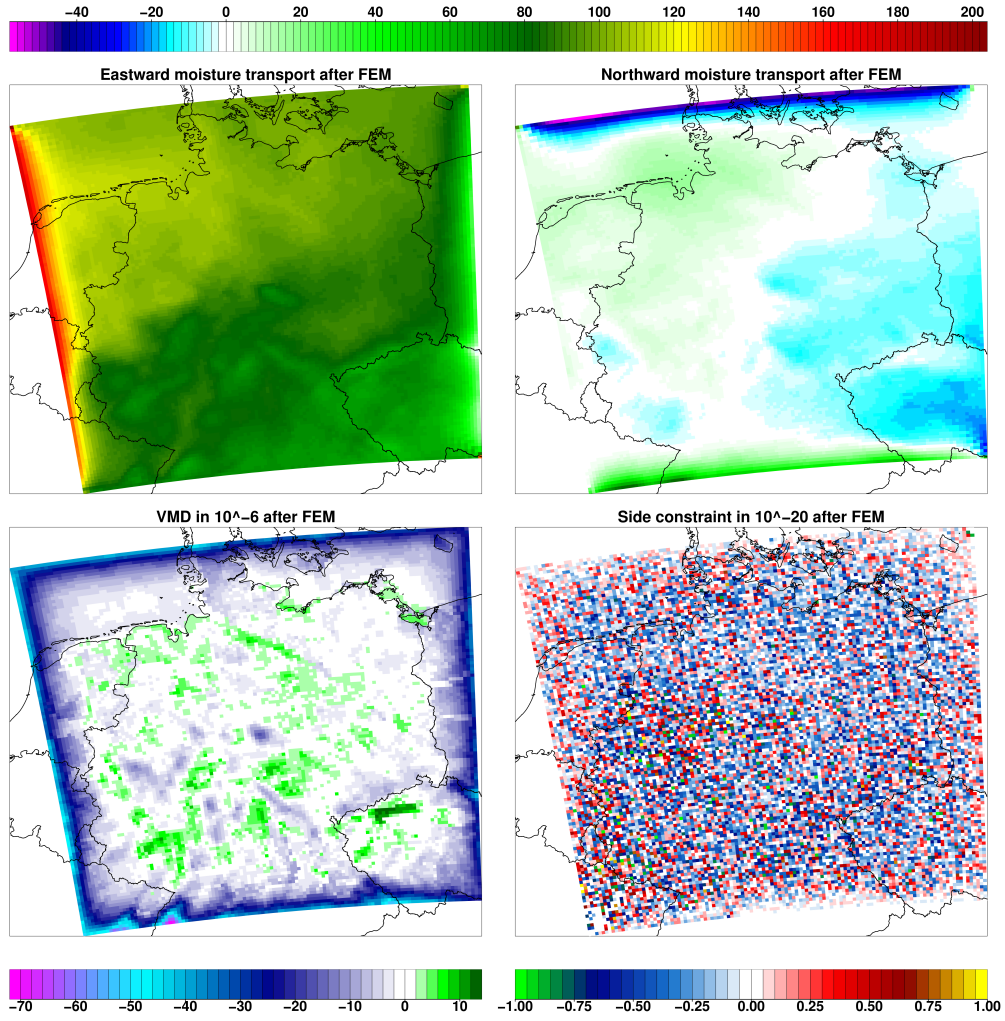 −40 −20 0 20 40 60 80 100 120 140 160 180 200
Eastward moisture transport after FEM
Northward moisture transport after FEM
VMD in 10^−6 after FEM
Side constraint in 10^−20 after FEM
−70 −60 −50 −40 −30 −20 −10 0 10
−1.00 −0.75 −0.50 −0.25 0.00 0.25 0.50 0.75 1.00